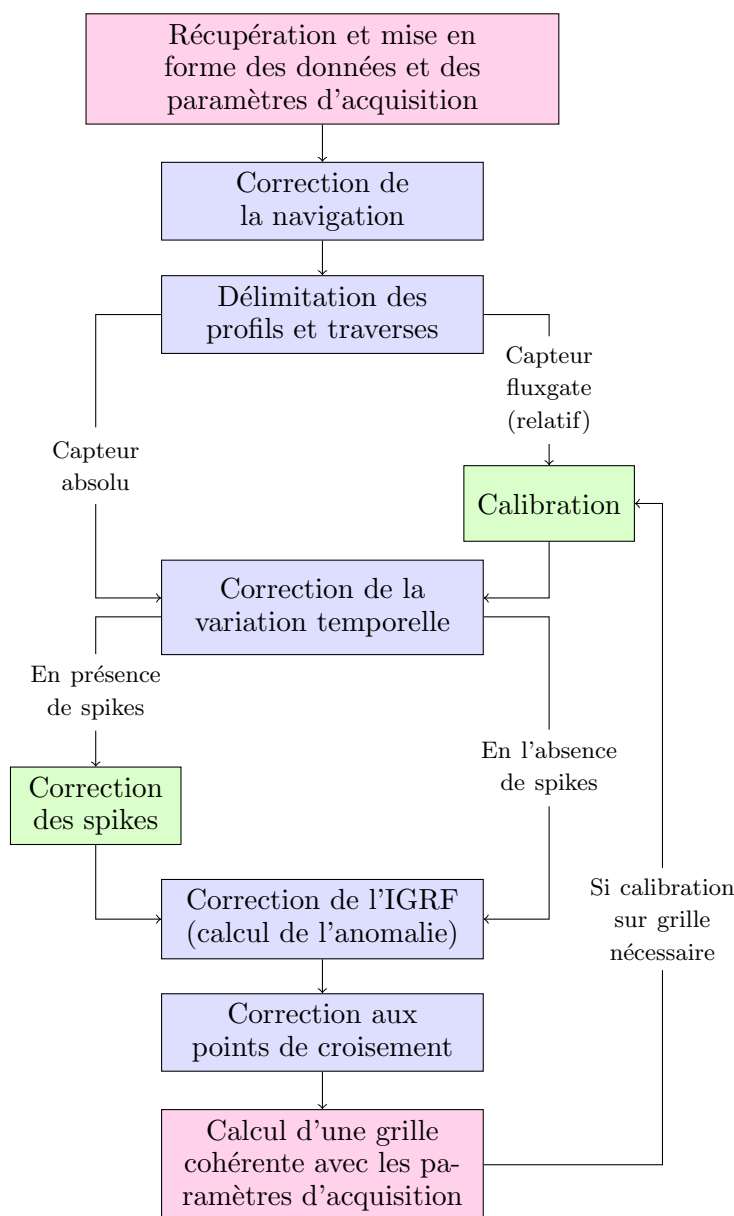 Récupération et mise en
forme des données et des
paramètres d'acquisition
Correction de
la navigation
Délimitation des
profils et traverses
Capteur
fluxgate
(relatif)
Capteur
absolu
Calibration
Correction de la
variation temporelle
En présence
de spikes
En l'absence
de spikes
Correction
des spikes
Correction de l'IGRF
(calcul de l'anomalie)
Si calibration
sur grille
nécessaire
Correction aux
points de croisement
Calcul d'une grille
cohérente avec les pa-
ramètres d'acquisition